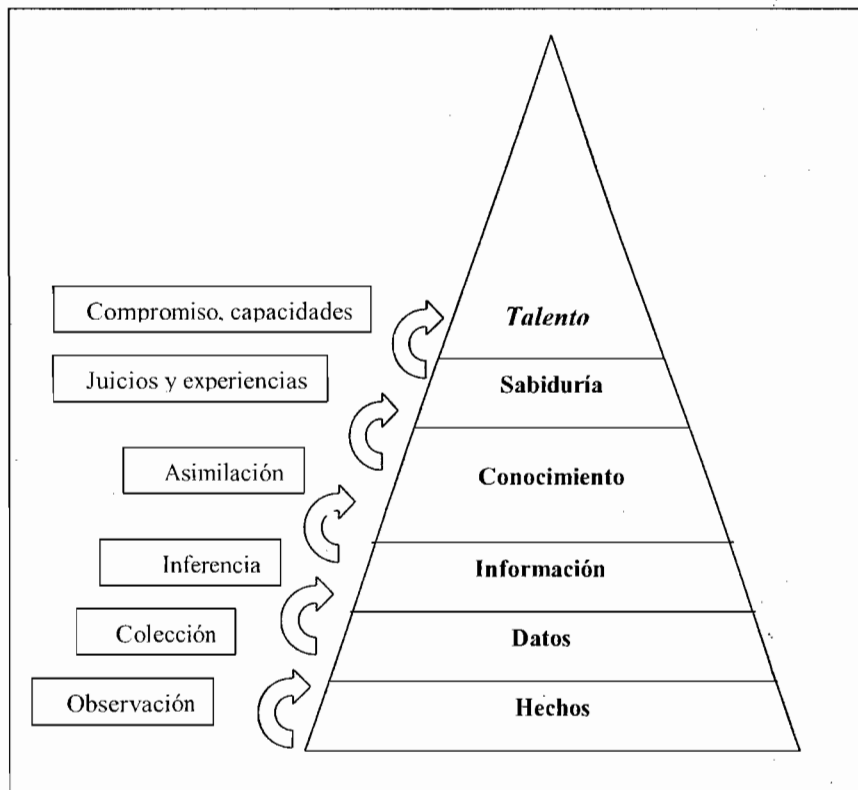 Compromiso, capacidades
Talento
Juicios y experiencias
Sabiduría
Asimilación
Conocimiento
Inferencia
Información
Colección
Datos
Observación
Hechos